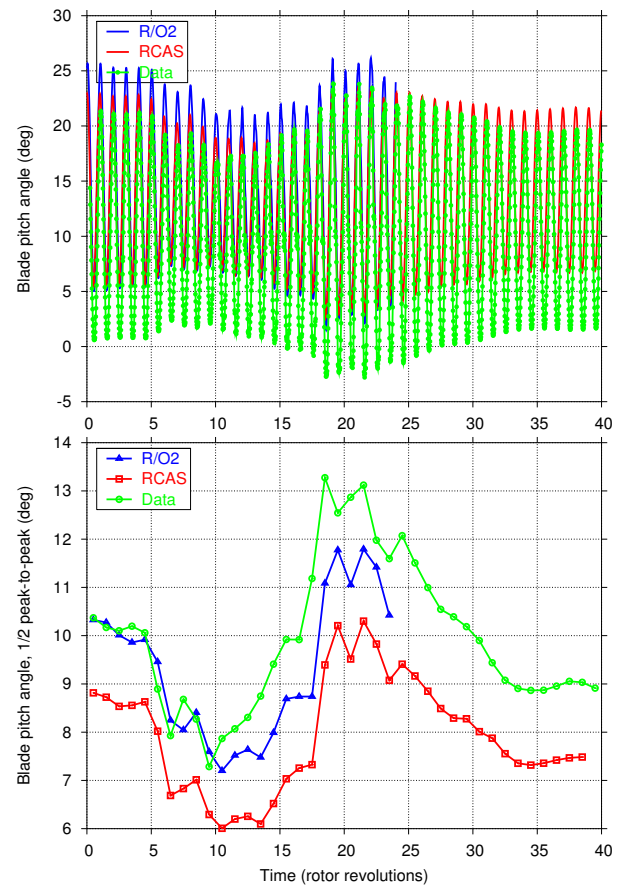 30
25
20
15
10
5
0
-5
Blade pitch angle (deg)
R/O2
RCAS
Data
0 5 10 15 20 25 30 35 40
14
13
12
11
10
9
8
7
6
Blade pitch angle, 1/2 peak-to-peak (deg)
R/O2
RCAS
Data
0 5 10 15 20 25 30 35 40
Time (rotor revolutions)